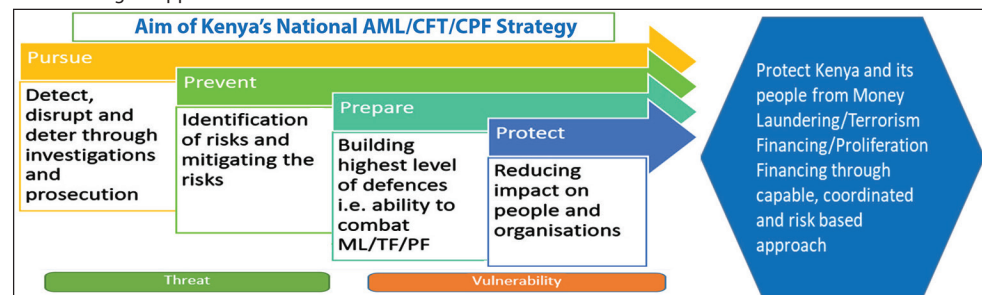 Aim of Kenya's National AML/CFT/CPF Strategy
Pursue
Detect,
disrupt and
deter through
investigations
and
prosecution
Prevent
Identification
of risks and
mitigating the
risks
Prepare
Building
highest level
of defences
i.e. ability to
combat
ML/TF/PF
Protect
Reducing
impact on
people and
organisations
Threat
Vulnerability
Protect Kenya and its
people from Money
Laundering/Terrorism
Financing/Proliferation
Financing through
capable, coordinated
and risk based
approach